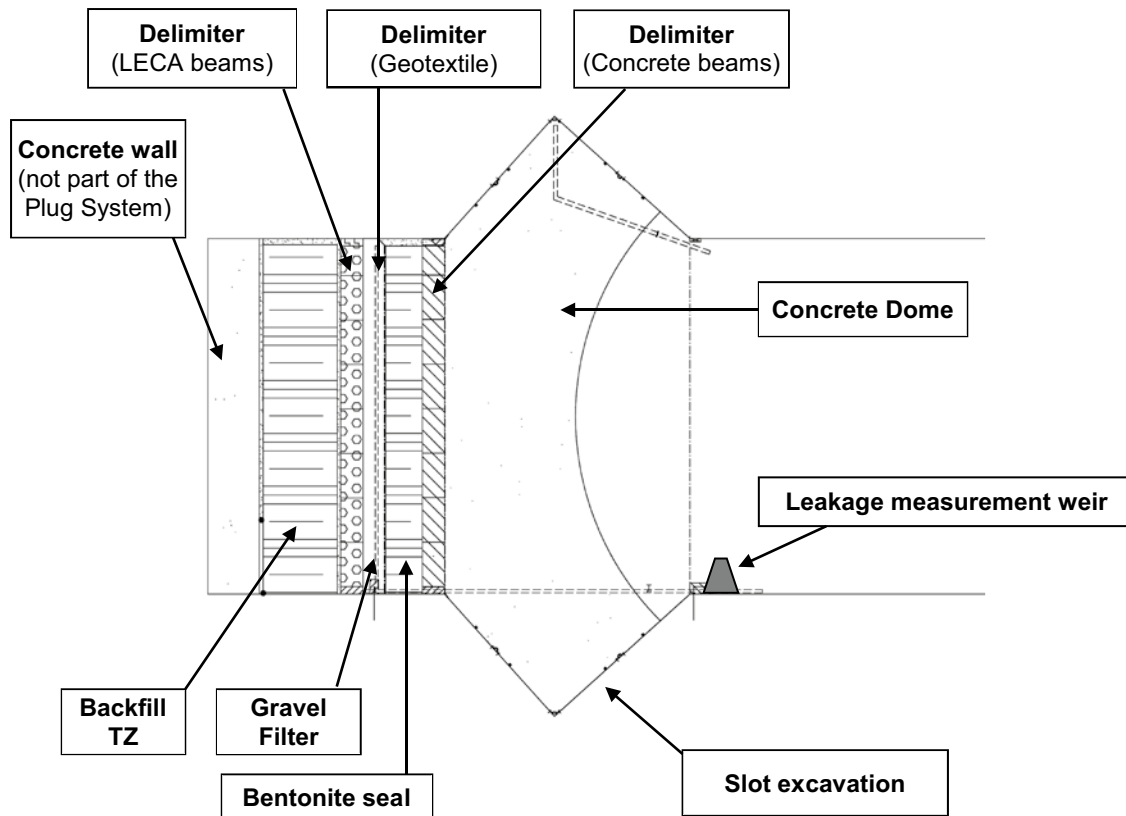 Delimiter
(LECA beams)
Delimiter
(Geotextile)
Delimiter
(Concrete beams)
Concrete wall
(not part of the
Plug System)
Concrete Dome
Leakage measurement weir
Backfill
TZ
Gravel
Filter
Bentonite seal
Slot excavation